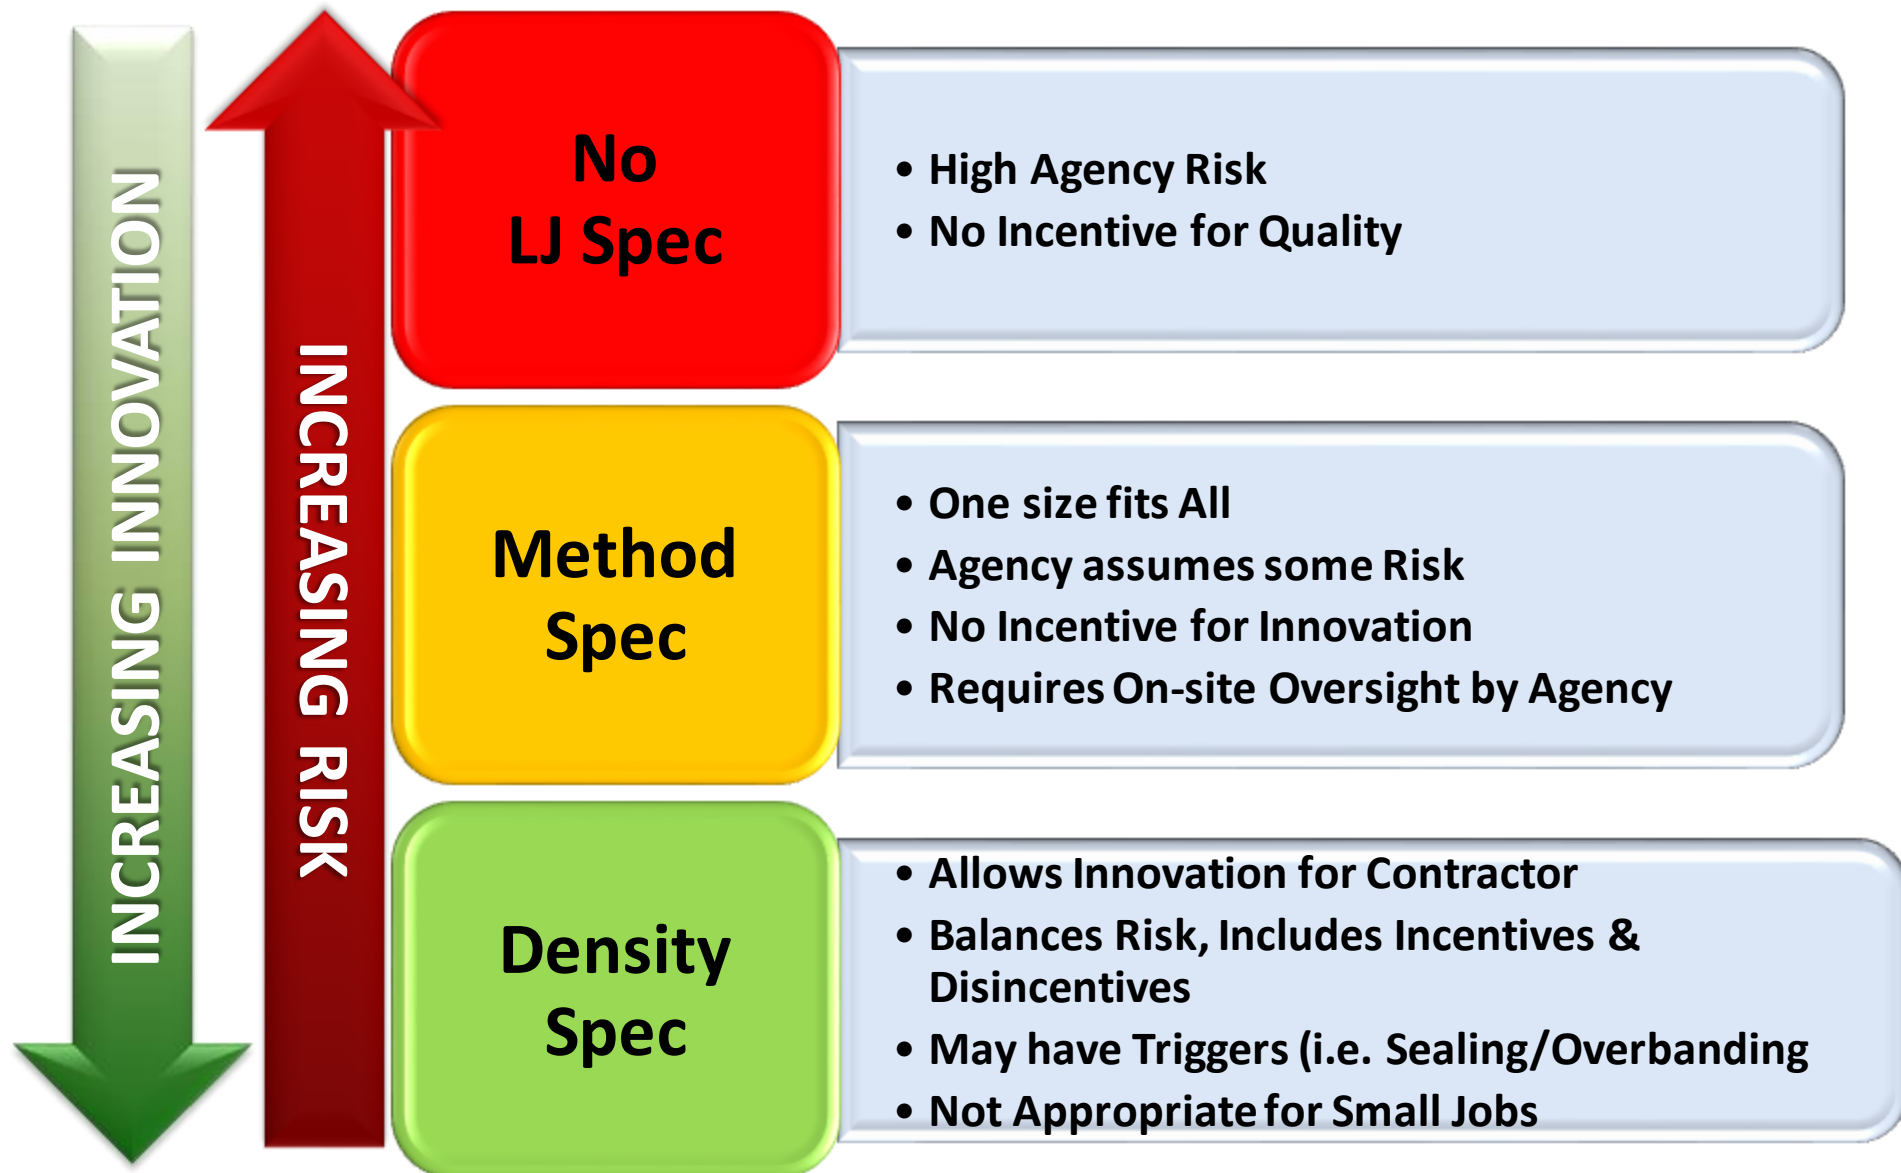 INCREASING INNOVATION
INCREASING RISK
No
LJ Spec
• High Agency Risk
• No Incentive for Quality
Method
Spec
• One size fits All
• Agency assumes some Risk
• No Incentive for Innovation
• Requires On-site Oversight by Agency
Density
Spec
• Allows Innovation for Contractor
• Balances Risk, Includes Incentives &
Disincentives
• May have Triggers (i.e. Sealing/Overbanding
• Not Appropriate for Small Jobs